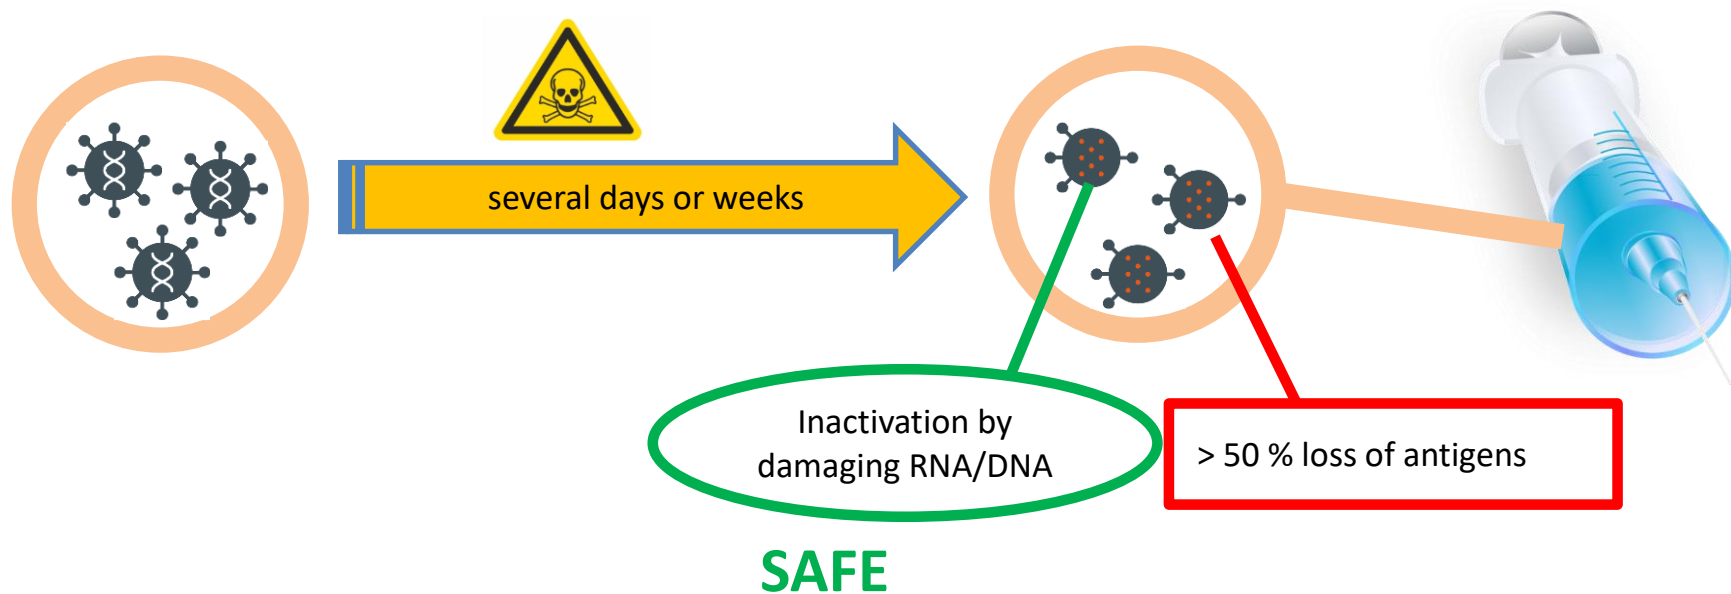 several days or weeks
Inactivation by
damaging RNA/DNA
> 50 % loss of antigens
SAFE